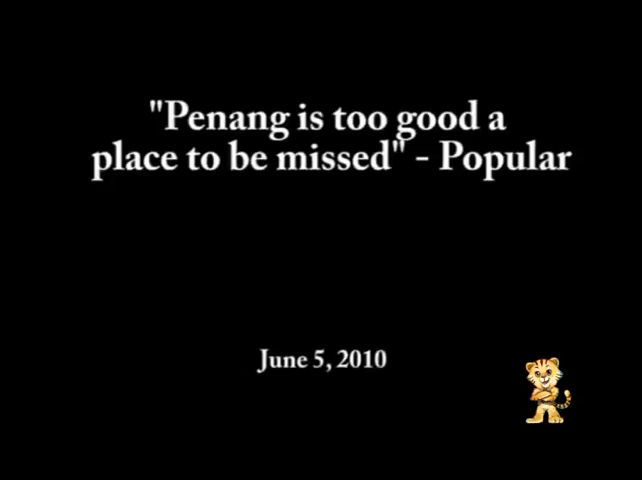 "Penang is too good a
place to be missed" - Popular
June 5, 2010